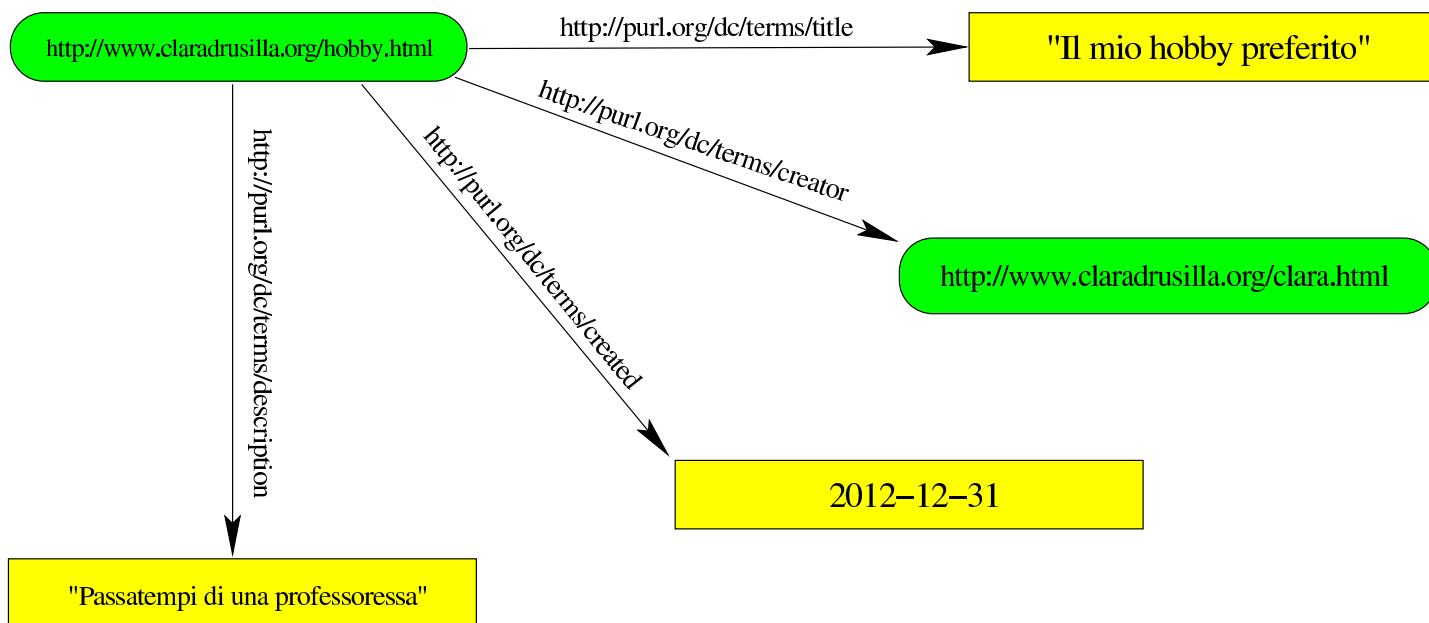 http://www.claradrusilla.org/hobby.html
http://purl.org/dc/terms/title
"Il mio hobby preferito"
http://purl.org/dc/terms/creator
http://www.claradrusilla.org/clara.html
http://purl.org/dc/terms/created
2012−12−31
http://purl.org/dc/terms/description
"Passatempi di una professoressa"